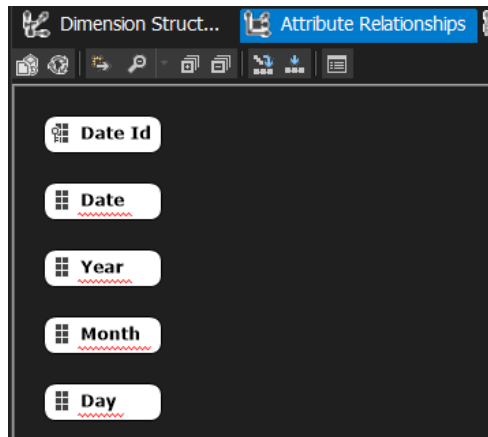 Dimension Struct... Attribute Relationships
Date Id
Date
Year
Month
Day